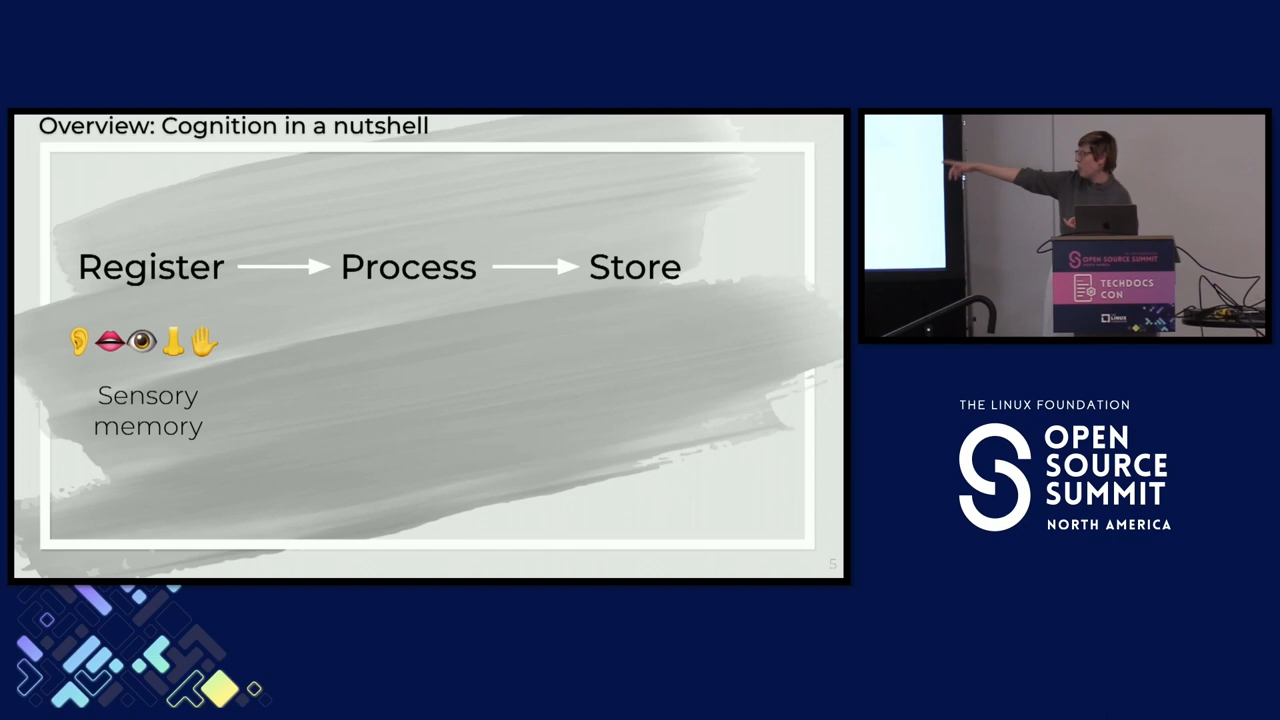 Overview: Cognition in a nutshell
Register
Process
Store
Sensory
memory
5
OPEN SOURCE SUMMIT
TECHDOCS
CON
LINUX
THE LINUX FOUNDATION
OPEN
SOURCE
SUMMIT
NORTH AMERICA